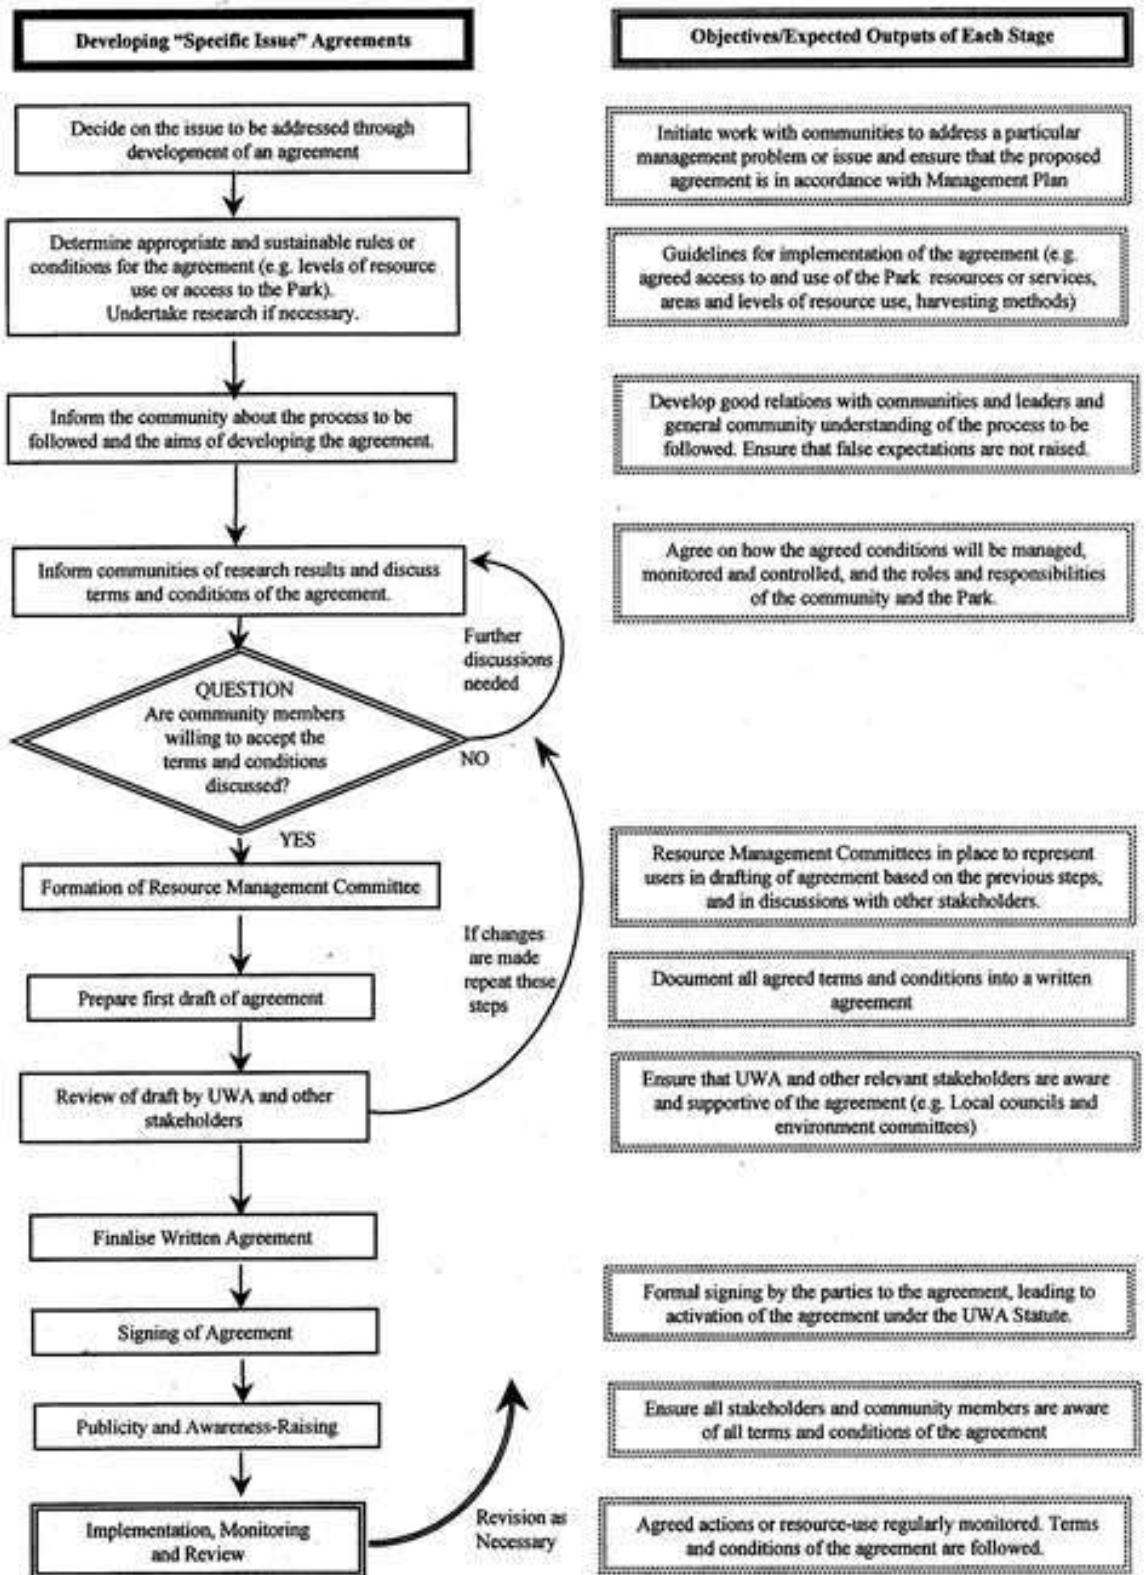 Developing "Specific Issue" Agreements
Objectives/Expected Outputs of Each Stage
Decide on the issue to be addressed through
development of an agreement
Initiate work with communities to address a particular
management problem or issue and ensure that the proposed
agreement is in accordance with Management Plan
Determine appropriate and sustainable rules or
conditions for the agreement (e.g. levels of resource
use or access to the Park).
Undertake research if necessary.
Guidelines for implementation of the agreement (e.g.
agreed access to and use of the Park resources or services,
areas and levels of resource use, harvesting methods)
Inform the community about the process to be
followed and the aims of developing the agreement.
Develop good relations with communities and leaders and
general community understanding of the process to be
followed. Ensure that false expectations are not raised.
Inform communities of research results and discuss
terms and conditions of the agreement.
Agree on how the agreed conditions will be managed,
monitored and controlled, and the roles and responsibilities
of the community and the Park.
Further
discussions
needed
QUESTION
Are community members
willing to accept the
terms and conditions
discussed?
NO
YES
Formation of Resource Management Committee
Resource Management Committees in place to represent
users in drafting of agreement based on the previous steps,
and in discussions with other stakeholders.
If changes
are made
repeat these
steps
Prepare first draft of agreement
Document all agreed terms and conditions into a written
agreement
Review of draft by UWA and other
stakeholders
Ensure that UWA and other relevant stakeholders are aware
and supportive of the agreement (e.g. Local councils and
environment committees)
Finalise Written Agreement
Signing of Agreement
Formal signing by the parties to the agreement, leading to
activation of the agreement under the UWA Statute.
Publicity and Awareness-Raising
Ensure all stakeholders and community members are aware
of all terms and conditions of the agreement
Implementation, Monitoring
and Review
Revision as
Necessary
Agreed actions or resource-use regularly monitored. Terms
and conditions of the agreement are followed.